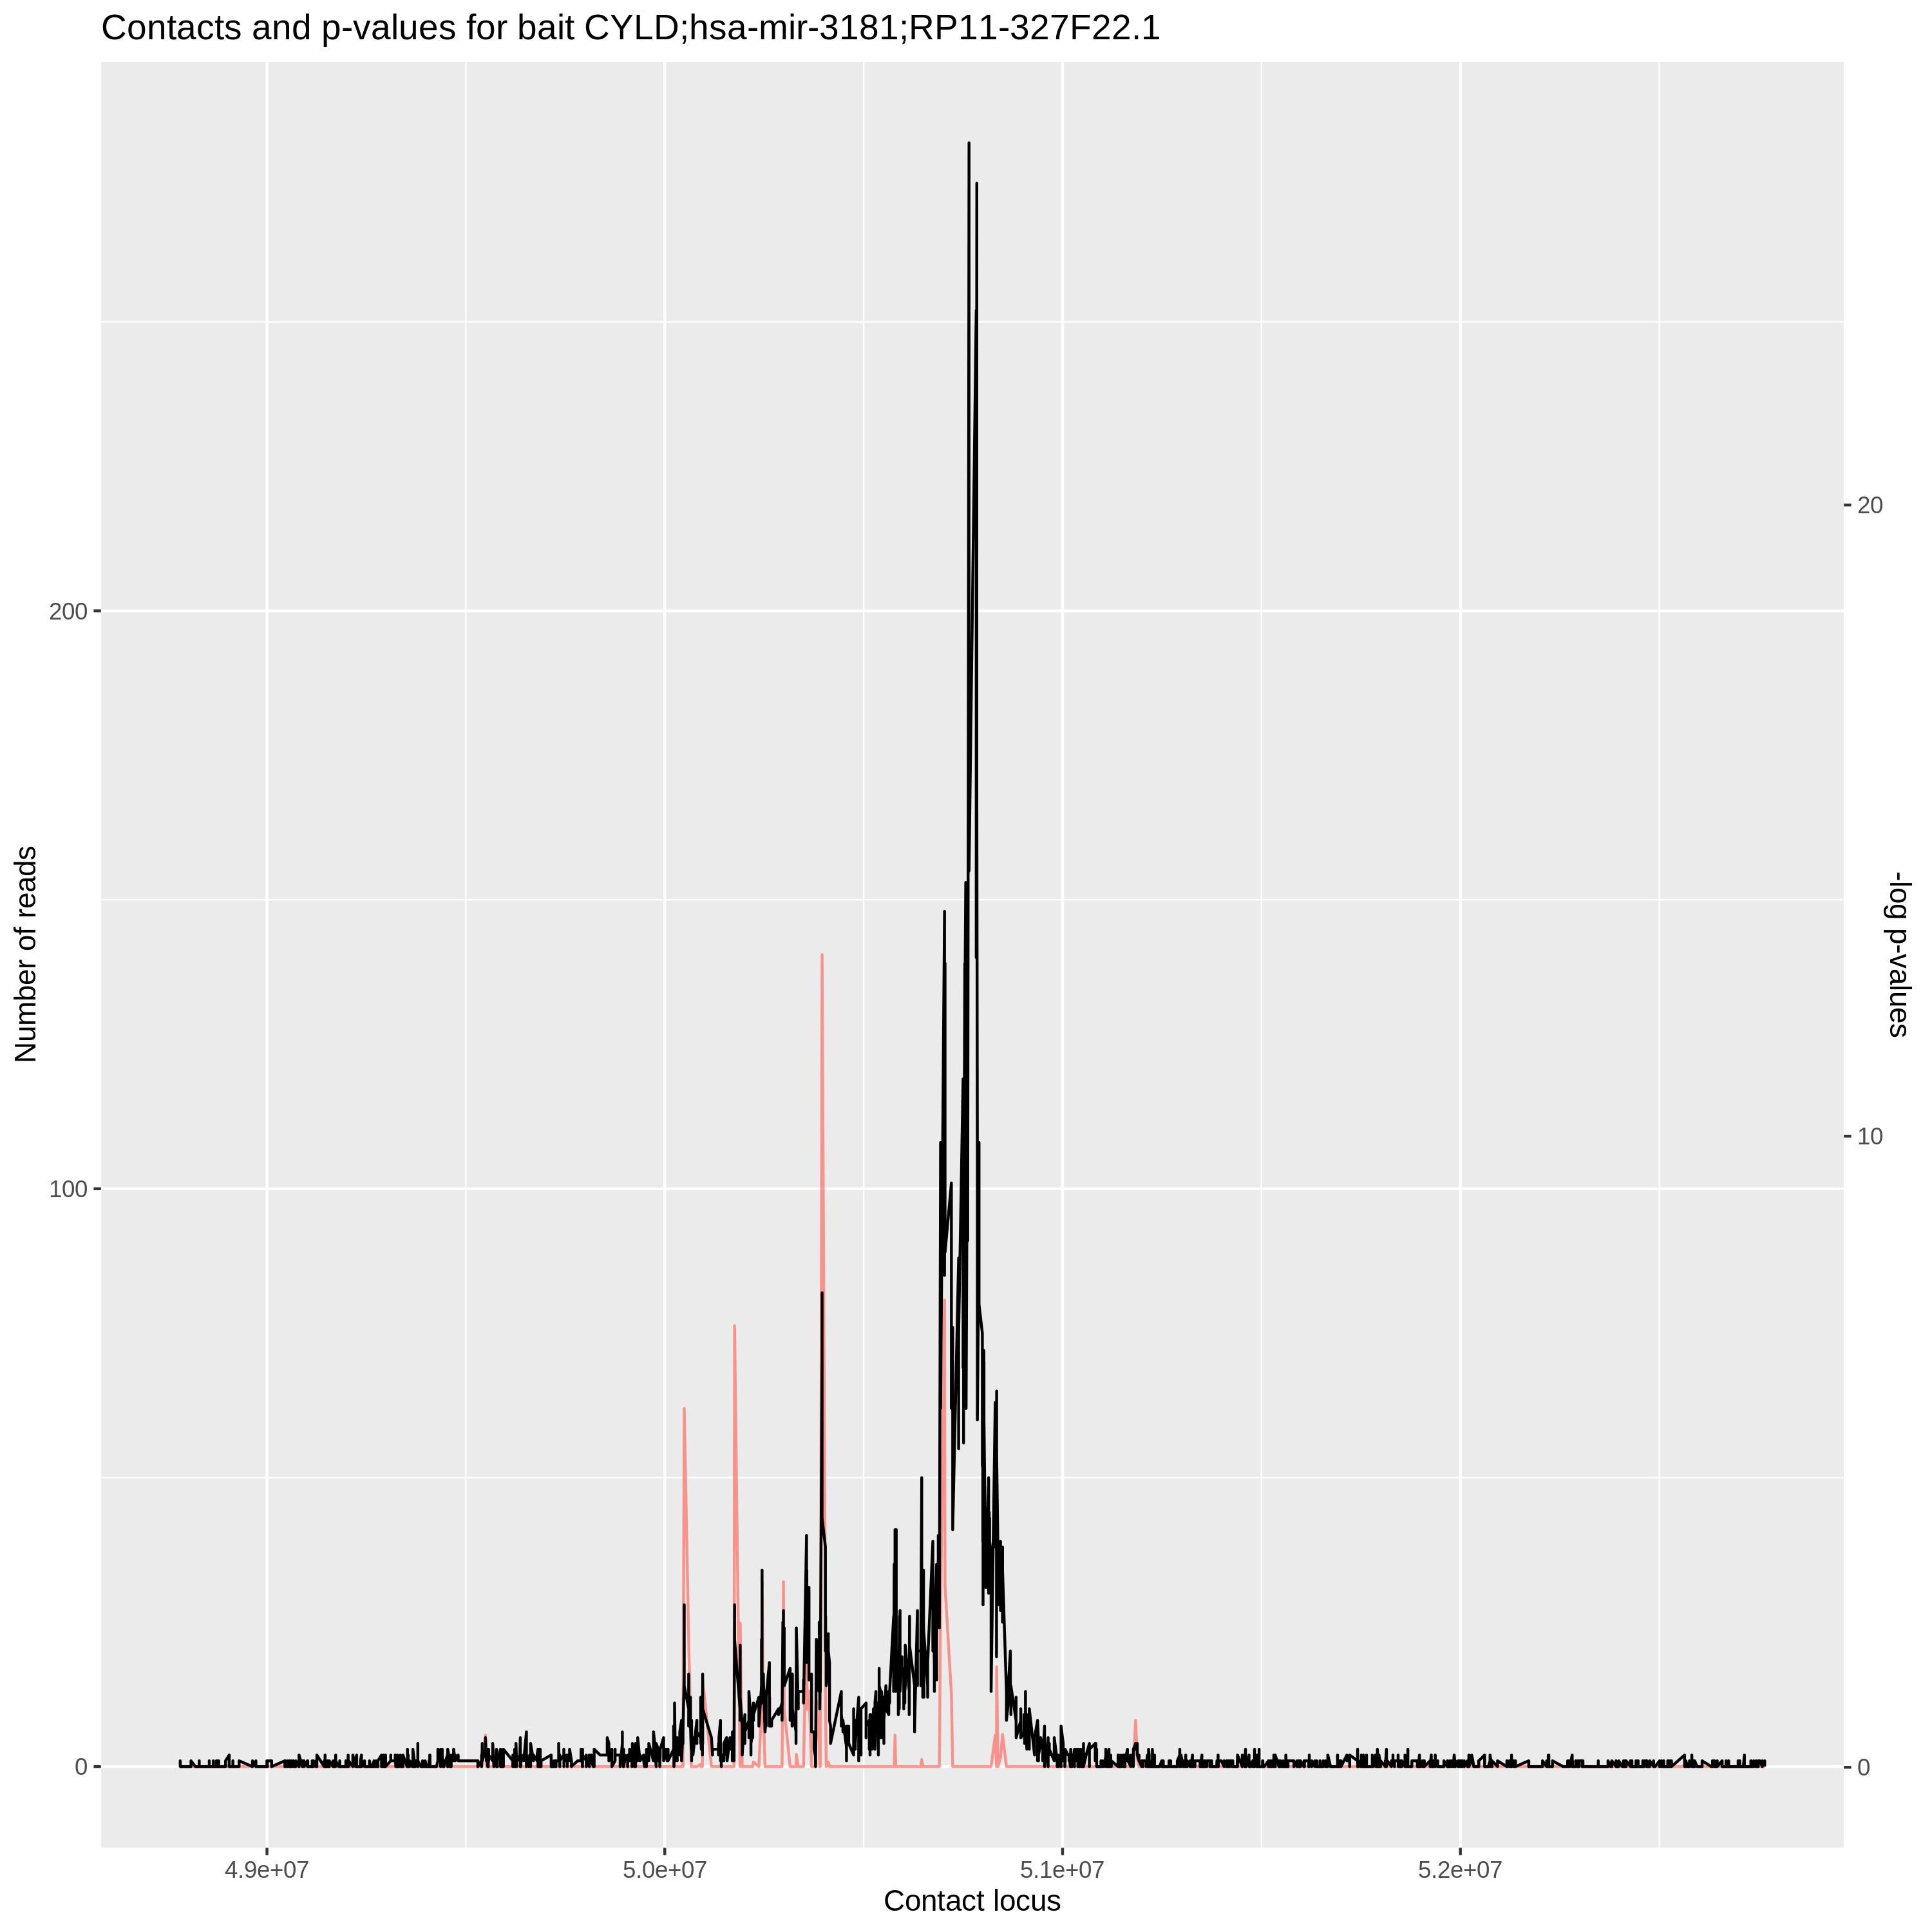 Contacts and p-values for bait CYLD;hsa-mir-3181;RP11-327F22.1
Number of reads
200
100
0
20
10
0
-log p-values
4.9e+07
5.0e+07
5.1e+07
5.2e+07
Contact locus